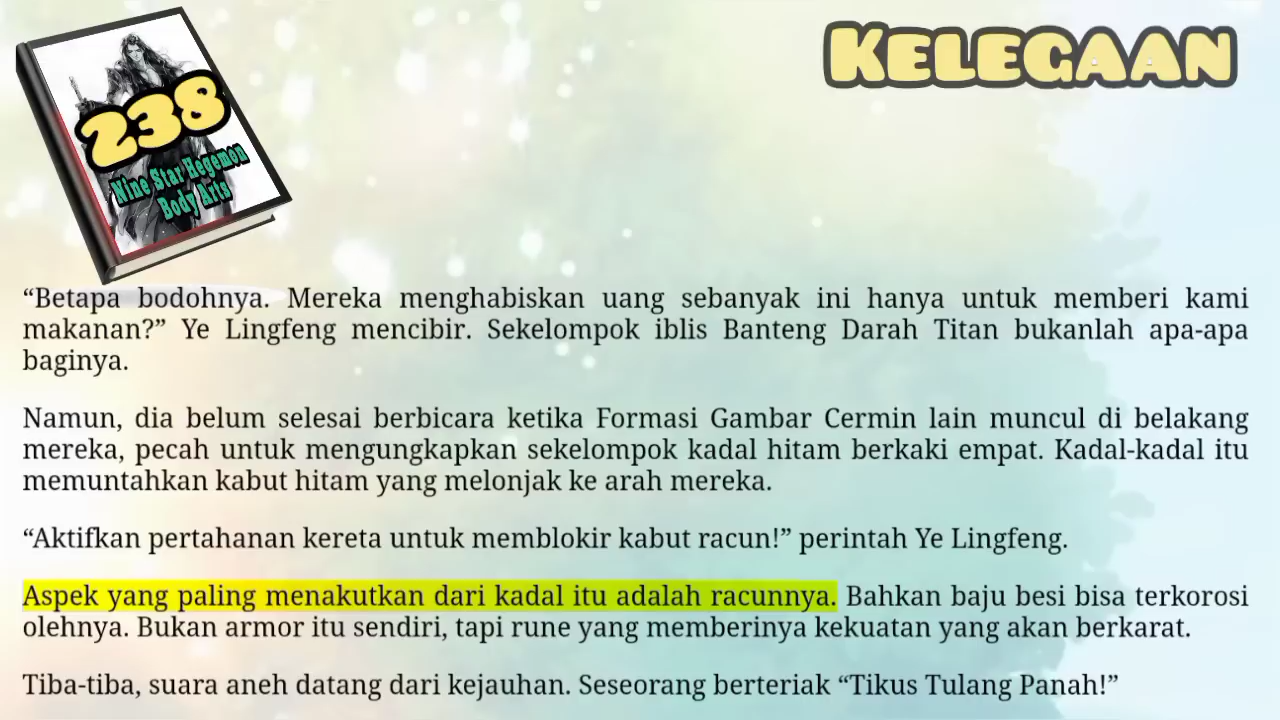 KELEGAAN
238
Nine Star Hegemon
Body Arts
“Betapa bodohnya. Mereka menghabiskan uang sebanyak ini hanya untuk memberi kami
makanan?” Ye Lingfeng mencibir. Sekelompok iblis Banteng Darah Titan bukanlah apa-apa
baginya.
Namun, dia belum selesai berbicara ketika Formasi Gambar Cermin lain muncul di belakang
mereka, pecah untuk mengungkapkan sekelompok kadal hitam berkaki empat. Kadal-kadal itu
memuntahkan kabut hitam yang melonjak ke arah mereka.
“Aktifkan pertahanan kereta untuk memblokir kabut racun!” perintah Ye Lingfeng.
Aspek yang paling menakutkan dari kadal itu adalah racunnya. Bahkan baju besi bisa terkorosi
olehnya. Bukan armor itu sendiri, tapi rune yang memberinya kekuatan yang akan berkarat.
Tiba-tiba, suara aneh datang dari kejauhan. Seseorang berteriak “Tikus Tulang Panah!”